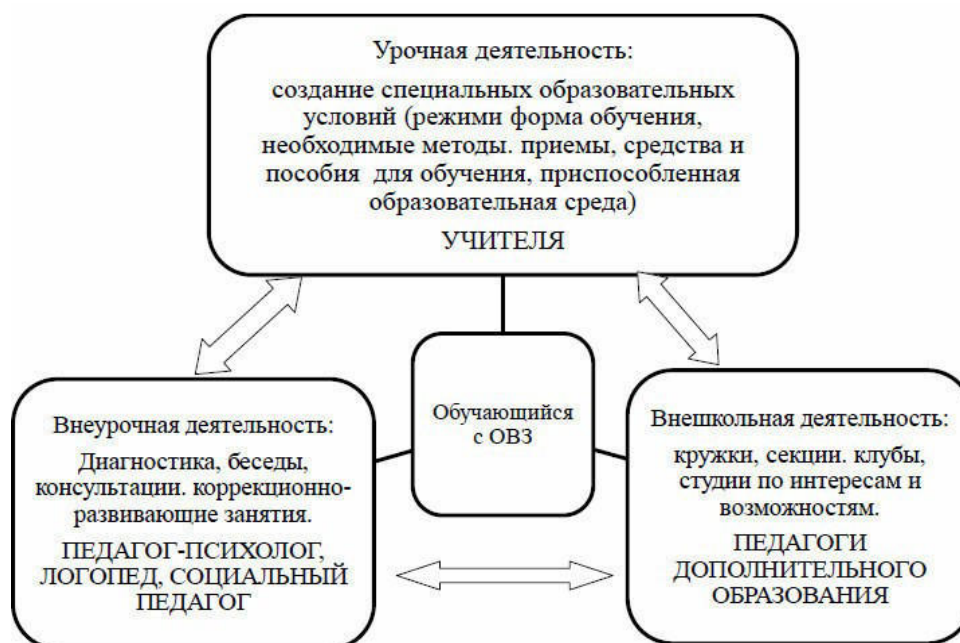 Урочная деятельность:
создание специальных образовательных
условий (режими форма обучения,
необходимые методы. приемы, средства и
пособия для обучения, приспособленная
образовательная среда)
УЧИТЕЛЯ
Обучающийся
с ОВЗ
Внеурочная деятельность:
Диагностика, беседы,
консультации. коррекционно-
развивающие занятия.
ПЕДАГОГ-ПСИХОЛОГ,
ЛОГОПЕД, СОЦИАЛЬНЫЙ
ПЕДАГОГ
Внешкольная деятельность:
кружки, секции. клубы,
студии по интересам и
возможностям.
ПЕДАГОГИ
ДОПОЛНИТЕЛЬНОГО
ОБРАЗОВАНИЯ